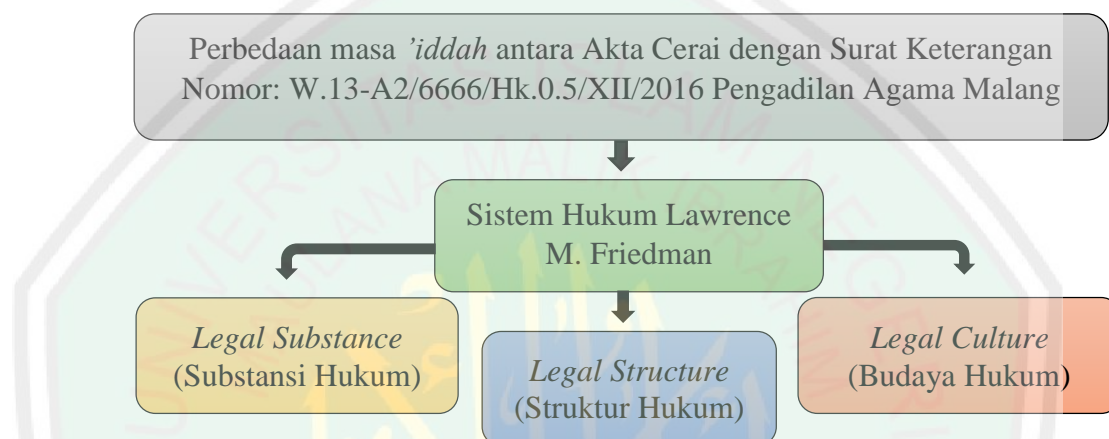 Perbedaan masa ’iddah antara Akta Cerai dengan Surat Keterangan
Nomor: W.13-A2/6666/Hk.0.5/XII/2016 Pengadilan Agama Malang
Sistem Hukum Lawrence
M. Friedman
Legal Substance
(Substansi Hukum)
Legal Structure
(Struktur Hukum)
Legal Culture
(Budaya Hukum)